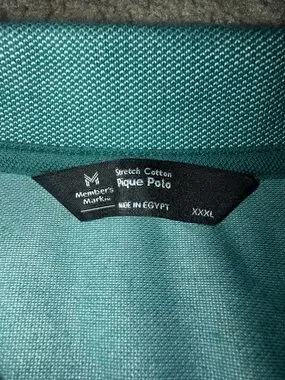 Stretch Cotton
Pique Polo
Member's
Mark
MADE IN EGYPT
XXXL